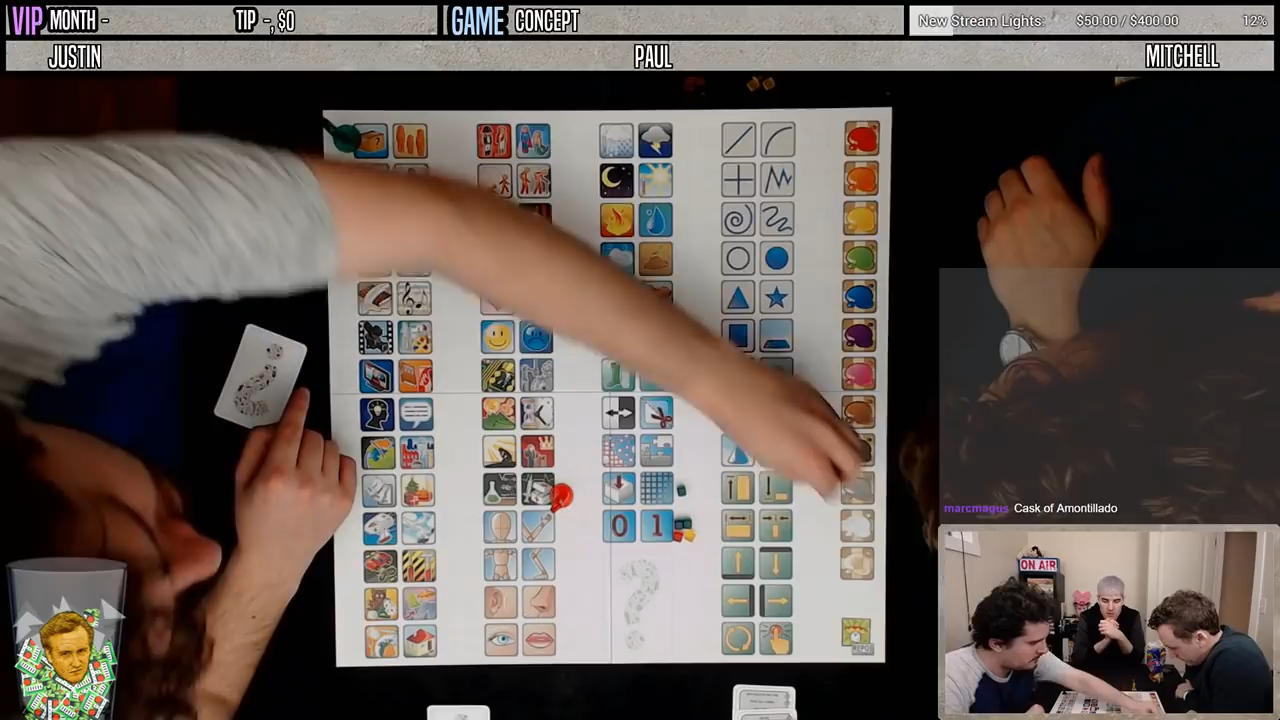 VIP MONTH -
TIP -, $0
GAME CONCEPT
New Stream Lights: $50.00 / $400.00 12%
JUSTIN
PAUL
MITCHELL
0 1
marcmagus Cask of Amontillado
ON AIR
REPOS